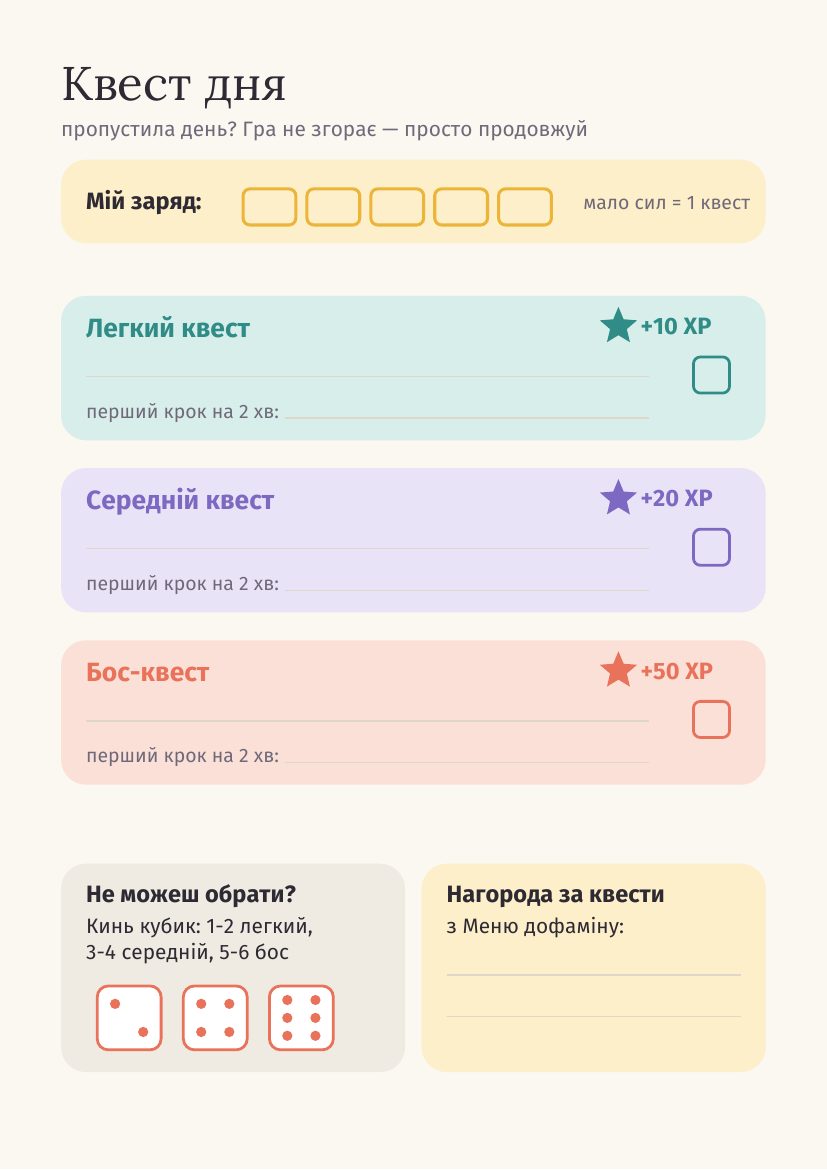 Квест дня
пропустила день? Гра не згорає — просто продовжуй
Мій заряд:
мало сил = 1 квест
Легкий квест
+10 XP
перший крок на 2 хв:
Середній квест
+20 XP
перший крок на 2 хв:
Бос-квест
+50 XP
перший крок на 2 хв:
Не можеш обрати?
Кинь кубик: 1-2 легкий,
3-4 середній, 5-6 бос
Нагорода за квести
з Меню дофаміну: